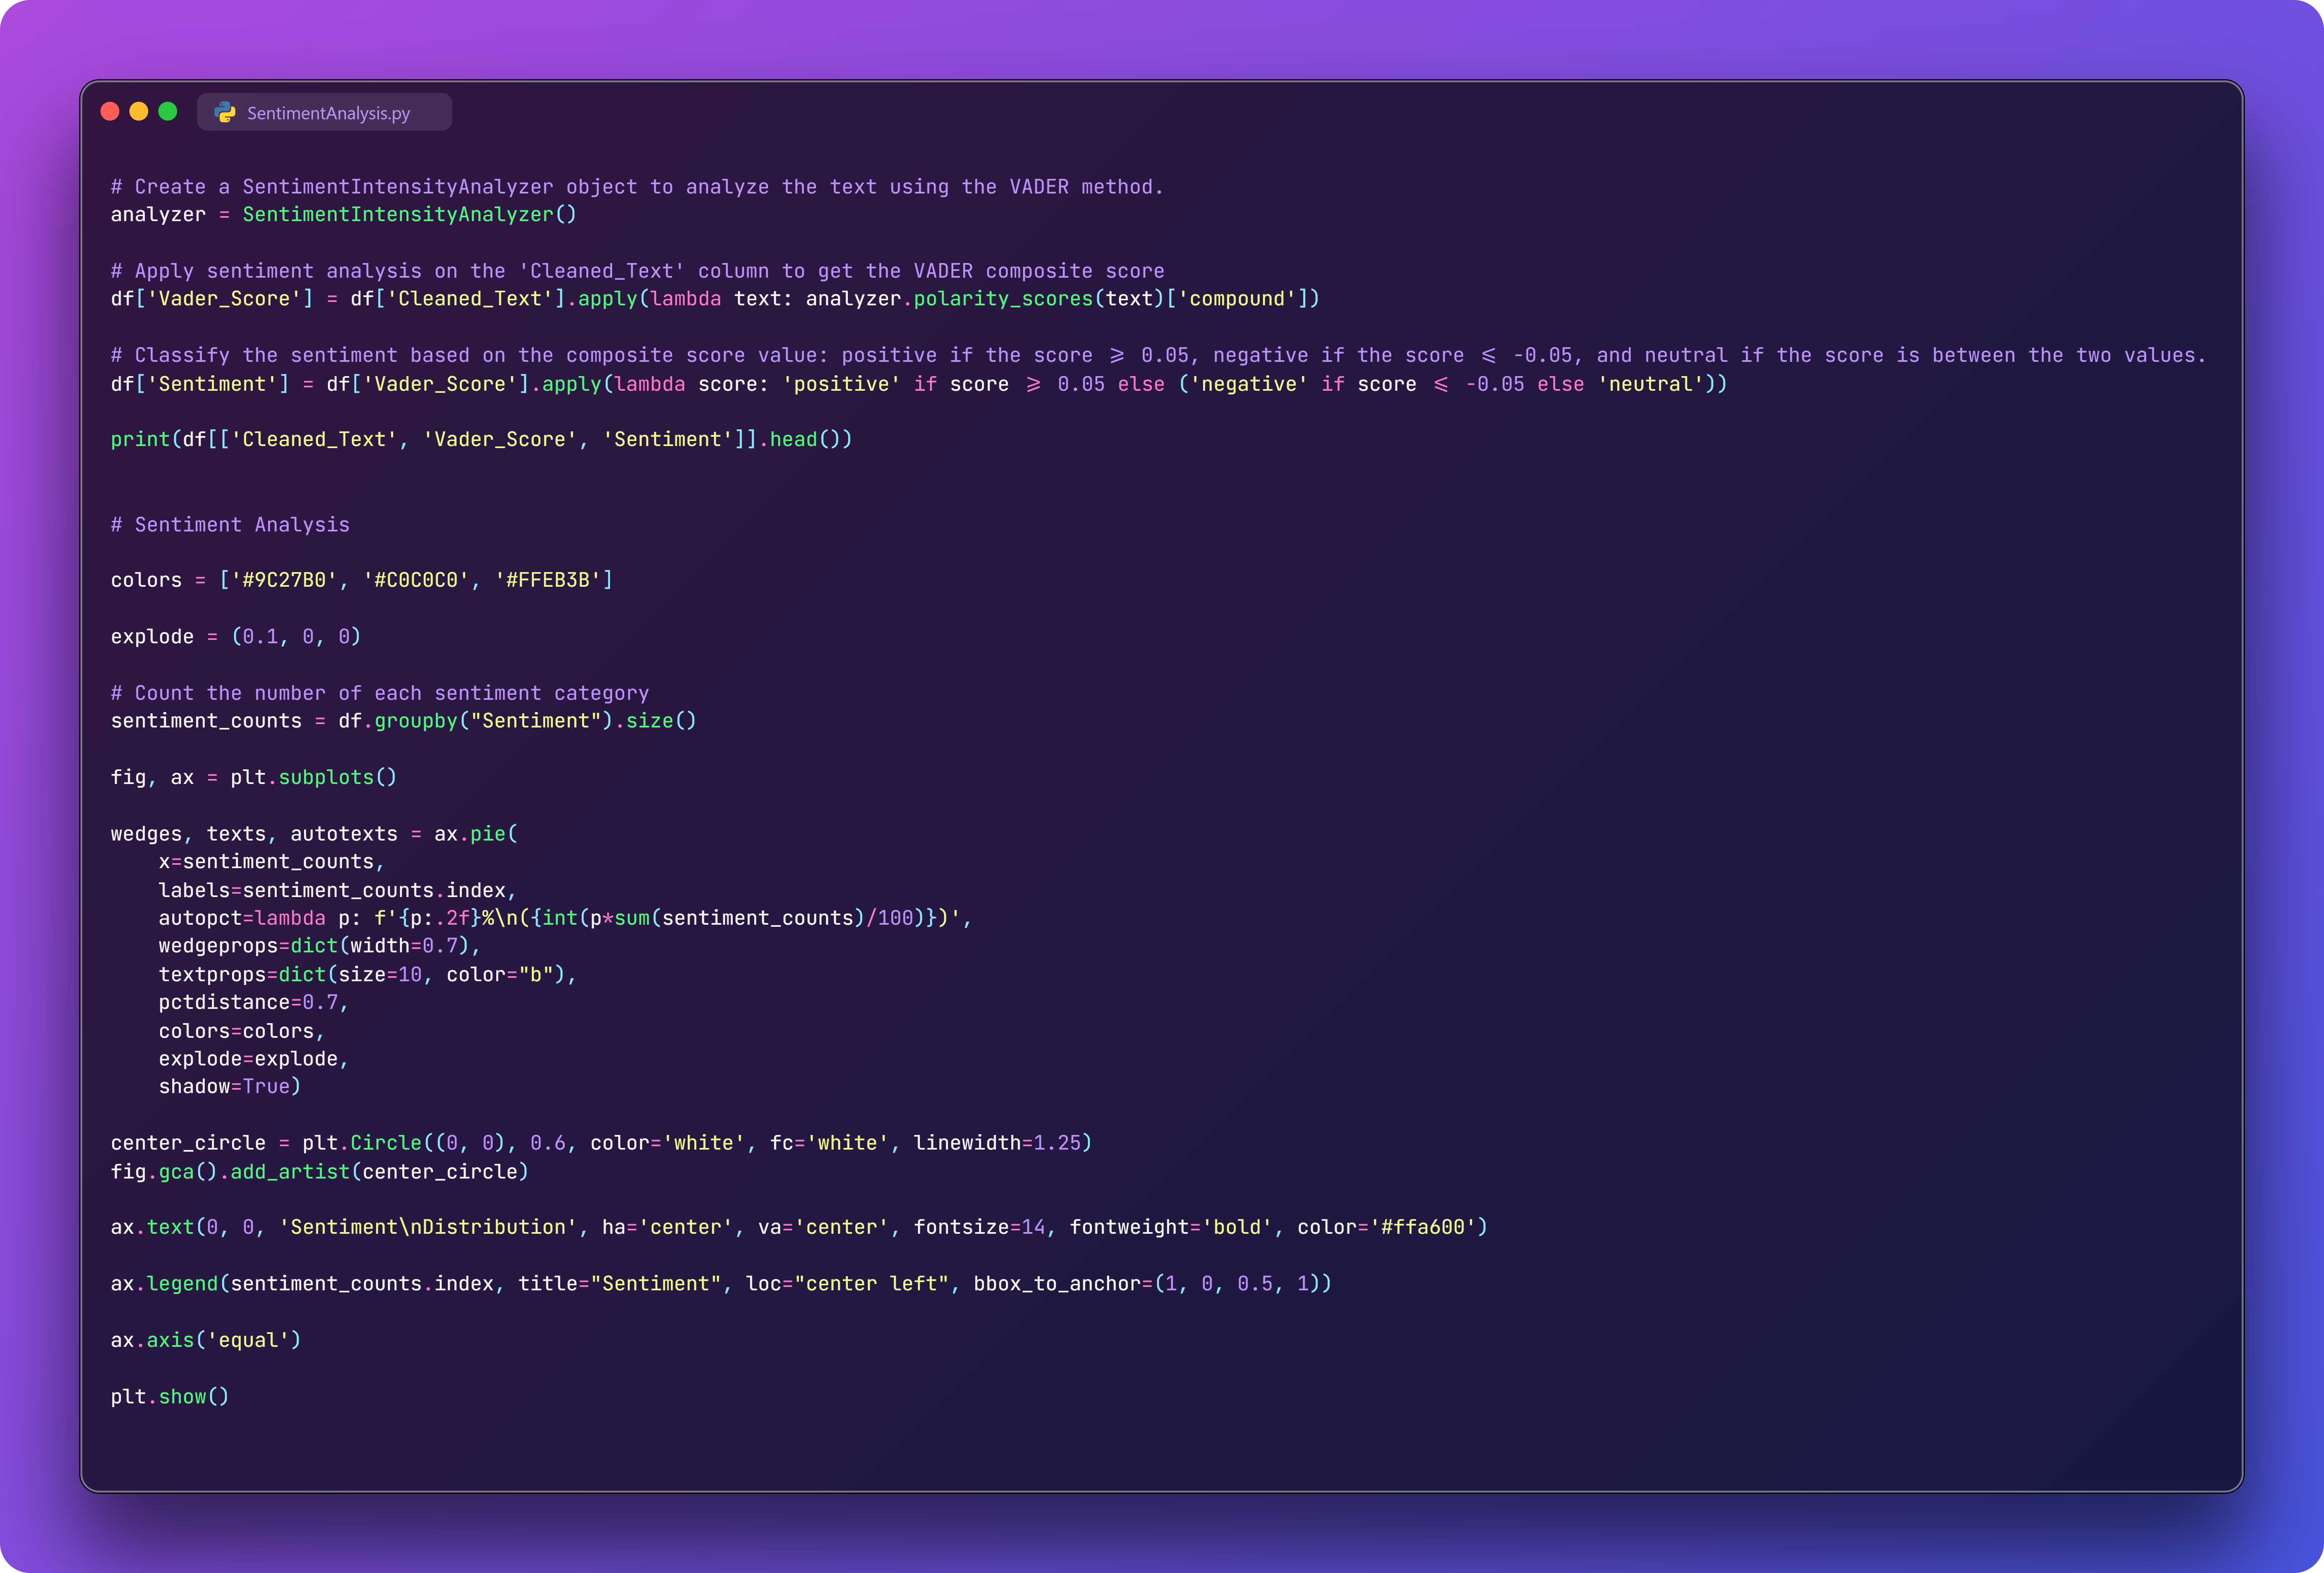 SentimentAnalysis.py
# Create a SentimentIntensityAnalyzer object to analyze the text using the VADER method.
analyzer = SentimentIntensityAnalyzer()
# Apply sentiment analysis on the 'Cleaned_Text' column to get the VADER composite score
df['Vader_Score'] = df['Cleaned_Text'].apply(lambda text: analyzer.polarity_scores(text)['compound'])
# Classify the sentiment based on the composite score value: positive if the score ⩾ 0.05, negative if the score ⩽ -0.05, and neutral if the score is between the two values.
df['Sentiment'] = df['Vader_Score'].apply(lambda score: 'positive' if score ⩾ 0.05 else ('negative' if score ⩽ -0.05 else 'neutral'))
print(df[['Cleaned_Text', 'Vader_Score', 'Sentiment']].head())
# Sentiment Analysis
colors = ['#9C27B0', '#C0C0C0', '#FFEB3B']
explode = (0.1, 0, 0)
# Count the number of each sentiment category
sentiment_counts = df.groupby("Sentiment").size()
fig, ax = plt.subplots()
wedges, texts, autotexts = ax.pie(
    x=sentiment_counts,
    labels=sentiment_counts.index,
    autopct=lambda p: f'{p:.2f}%\n({int(p*sum(sentiment_counts)/100)})',
    wedgeprops=dict(width=0.7),
    textprops=dict(size=10, color="b"),
    pctdistance=0.7,
    colors=colors,
    explode=explode,
    shadow=True)
center_circle = plt.Circle((0, 0), 0.6, color='white', fc='white', linewidth=1.25)
fig.gca().add_artist(center_circle)
ax.text(0, 0, 'Sentiment\nDistribution', ha='center', va='center', fontsize=14, fontweight='bold', color='#ffa600')
ax.legend(sentiment_counts.index, title="Sentiment", loc="center left", bbox_to_anchor=(1, 0, 0.5, 1))
ax.axis('equal')
plt.show()